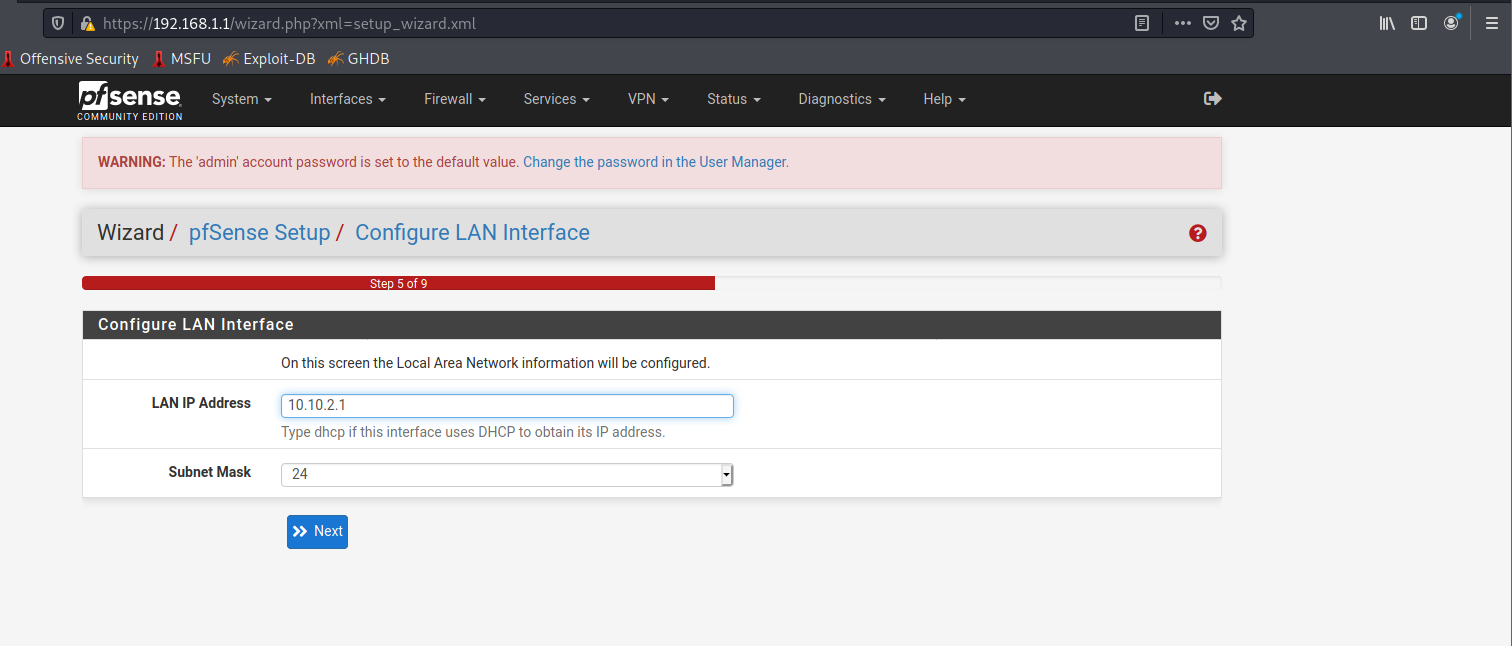 https://192.168.1.1/wizard.php?xml=setup_wizard.xml
Offensive Security MSFU Exploit-DB GHDB
pfsense System Interfaces Firewall Services VPN Status Diagnostics Help
COMMUNITY EDITION
WARNING: The 'admin' account password is set to the default value. Change the password in the User Manager.
Wizard / pfSense Setup / Configure LAN Interface
Step 5 of 9
Configure LAN Interface
On this screen the Local Area Network information will be configured.
LAN IP Address 10.10.2.1
Type dhcp if this interface uses DHCP to obtain its IP address.
Subnet Mask 24
Next